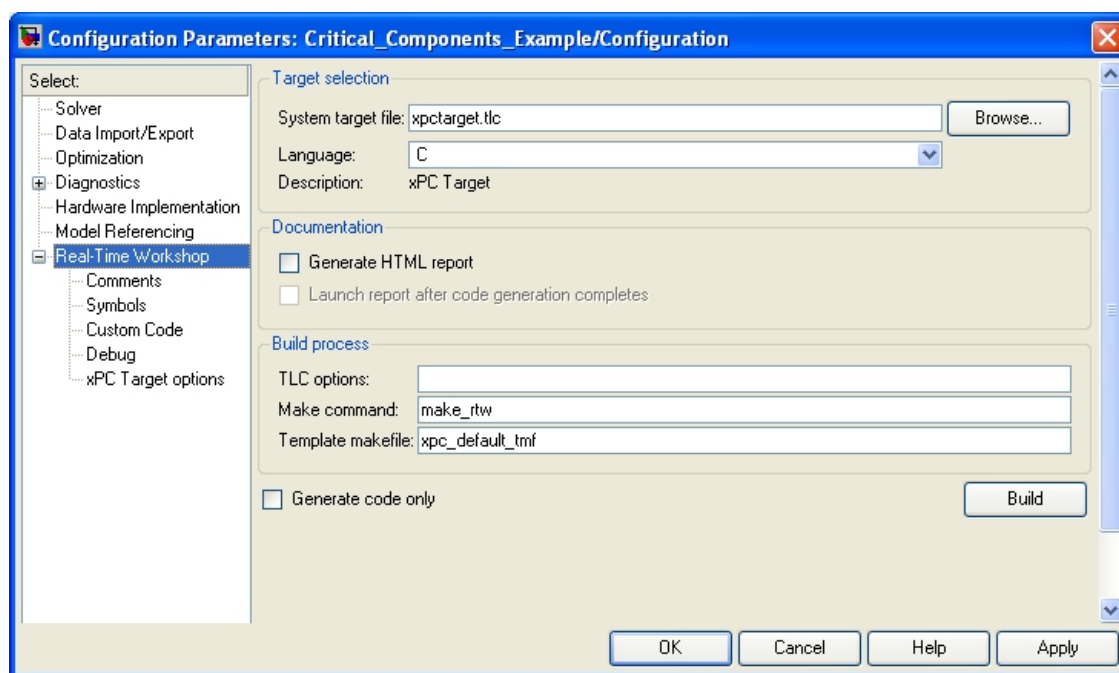 Configuration Parameters: Critical_Components_Example/Configuration
Select:
Solver
Data Import/Export
Optimization
Diagnostics
Hardware Implementation
Model Referencing
Real-Time Workshop
Comments
Symbols
Custom Code
Debug
xPC Target options
Target selection
System target file: xpctarget.tlc Browse...
Language: C
Description: xPC Target
Documentation
Generate HTML report
Launch report after code generation completes
Build process
TLC options:
Make command: make_rtw
Template makefile: xpc_default_tmf
Generate code only Build
OK Cancel Help Apply